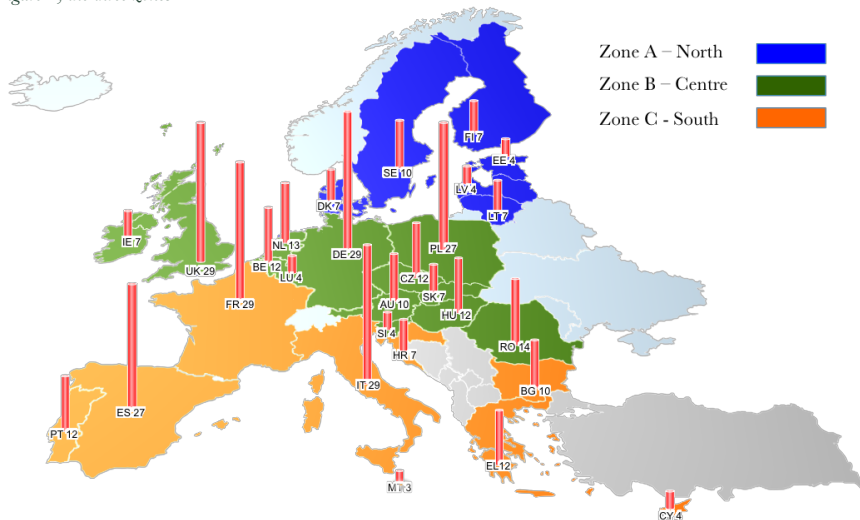 Zone A – North
Zone B – Centre
Zone C - South
FI 7
SE 10
EE 4
LV 4
LT 7
DK 7
IE 7
UK 29
NL 13
BE 12
LU 4
DE 29
PL 27
CZ 12
SK 7
AU 10
HU 12
FR 29
SI 4
HR 7
RO 14
BG 10
IT 29
ES 27
PT 12
EL 12
MT 3
CY 4